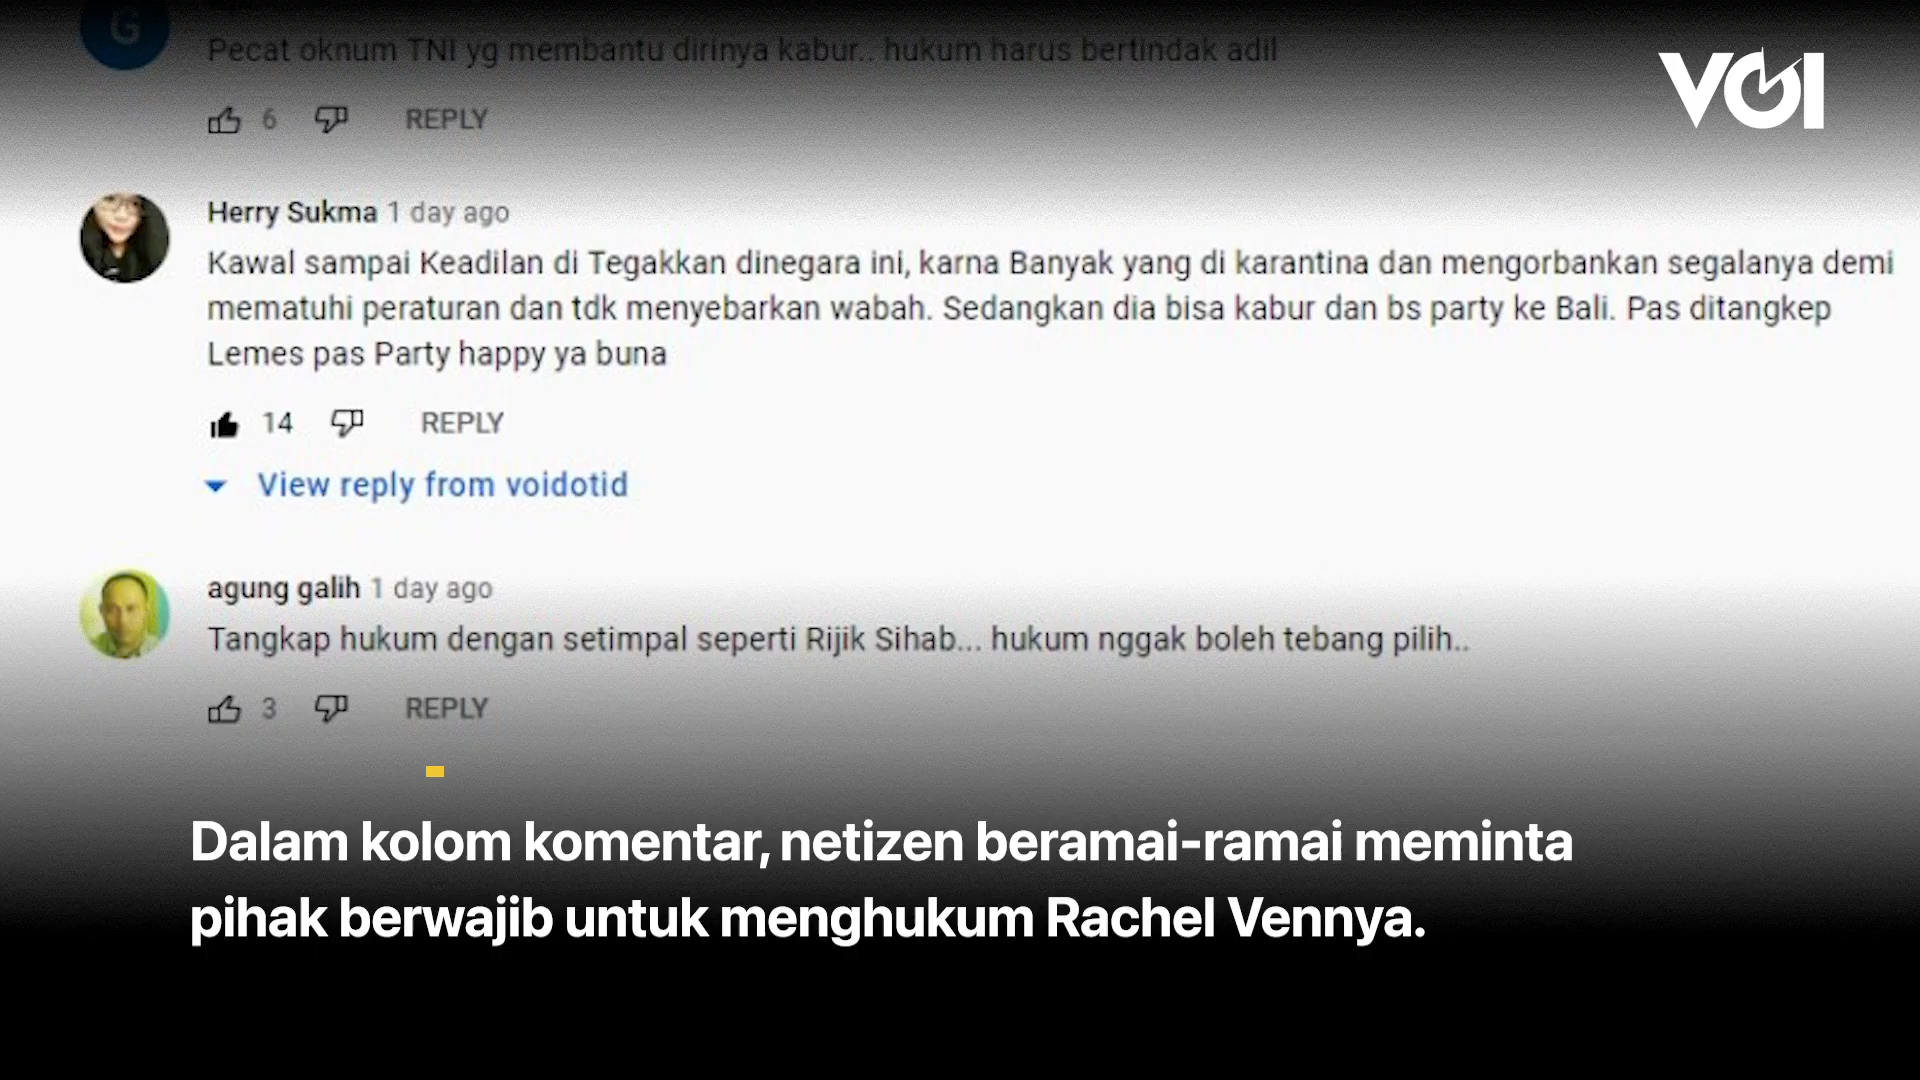 G
Pecat oknum TNI yg membantu dirinya kabur.. hukum harus bertindak adil
6 REPLY
VOI
Herry Sukma 1 day ago
Kawal sampai Keadilan di Tegakkan dinegara ini, karna Banyak yang di karantina dan mengorbankan segalanya demi
mematuhi peraturan dan tdk menyebarkan wabah. Sedangkan dia bisa kabur dan bs party ke Bali. Pas ditangkep
Lemes pas Party happy ya buna
14 REPLY
View reply from voidotid
agung galih 1 day ago
Tangkap hukum dengan setimpal seperti Rijik Sihab... hukum nggak boleh tebang pilih..
3 REPLY
Dalam kolom komentar, netizen beramai-ramai meminta
pihak berwajib untuk menghukum Rachel Vennya.